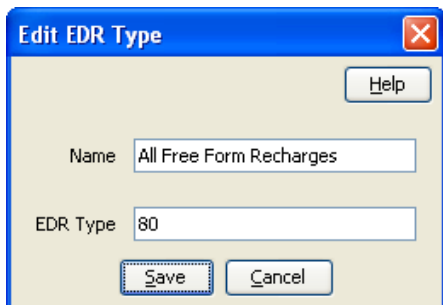 Edit EDR Type
Help
Name All Free Form Recharges
EDR Type 80
Save Cancel